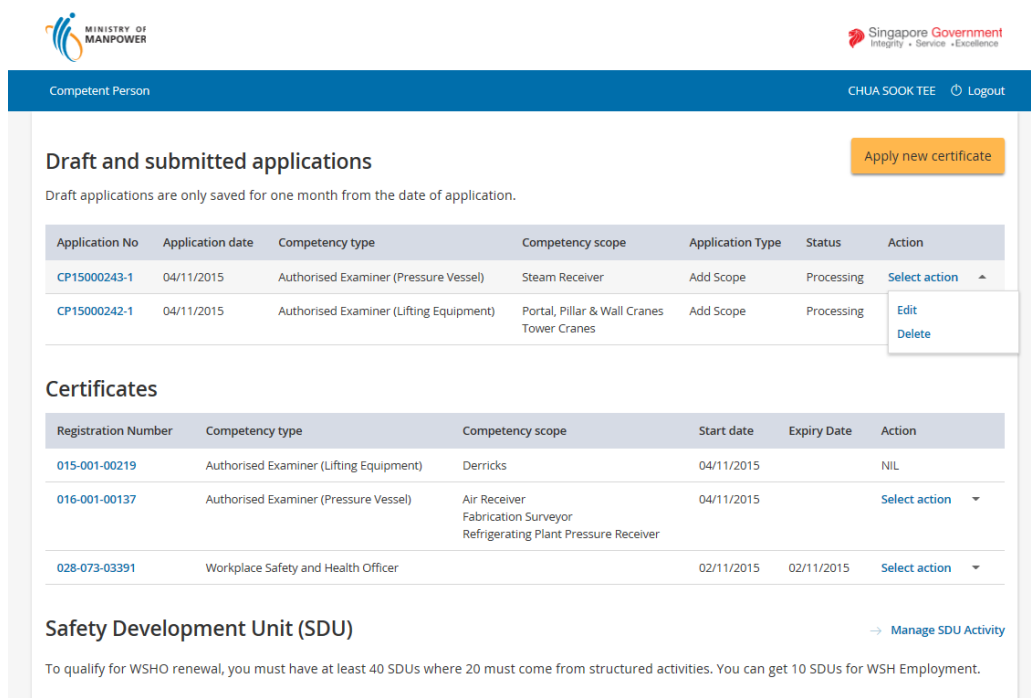 MINISTRY OF
MANPOWER
Singapore Government
Integrity • Service • Excellence
Competent Person
CHUA SOOK TEE Logout
Draft and submitted applications
Apply new certificate
Draft applications are only saved for one month from the date of application.
Application No Application date Competency type Competency scope Application Type Status Action
CP15000243-1 04/11/2015 Authorised Examiner (Pressure Vessel) Steam Receiver Add Scope Processing Select action
CP15000242-1 04/11/2015 Authorised Examiner (Lifting Equipment) Portal, Pillar & Wall Cranes Add Scope Processing Edit
Tower Cranes Delete
Certificates
Registration Number Competency type Competency scope Start date Expiry Date Action
015-001-00219 Authorised Examiner (Lifting Equipment) Derricks 04/11/2015 NIL
016-001-00137 Authorised Examiner (Pressure Vessel) Air Receiver 04/11/2015 Select action
Fabrication Surveyor
Refrigerating Plant Pressure Receiver
028-073-03391 Workplace Safety and Health Officer 02/11/2015 02/11/2015 Select action
Safety Development Unit (SDU)
→ Manage SDU Activity
To qualify for WSHO renewal, you must have at least 40 SDUs where 20 must come from structured activities. You can get 10 SDUs for WSH Employment.